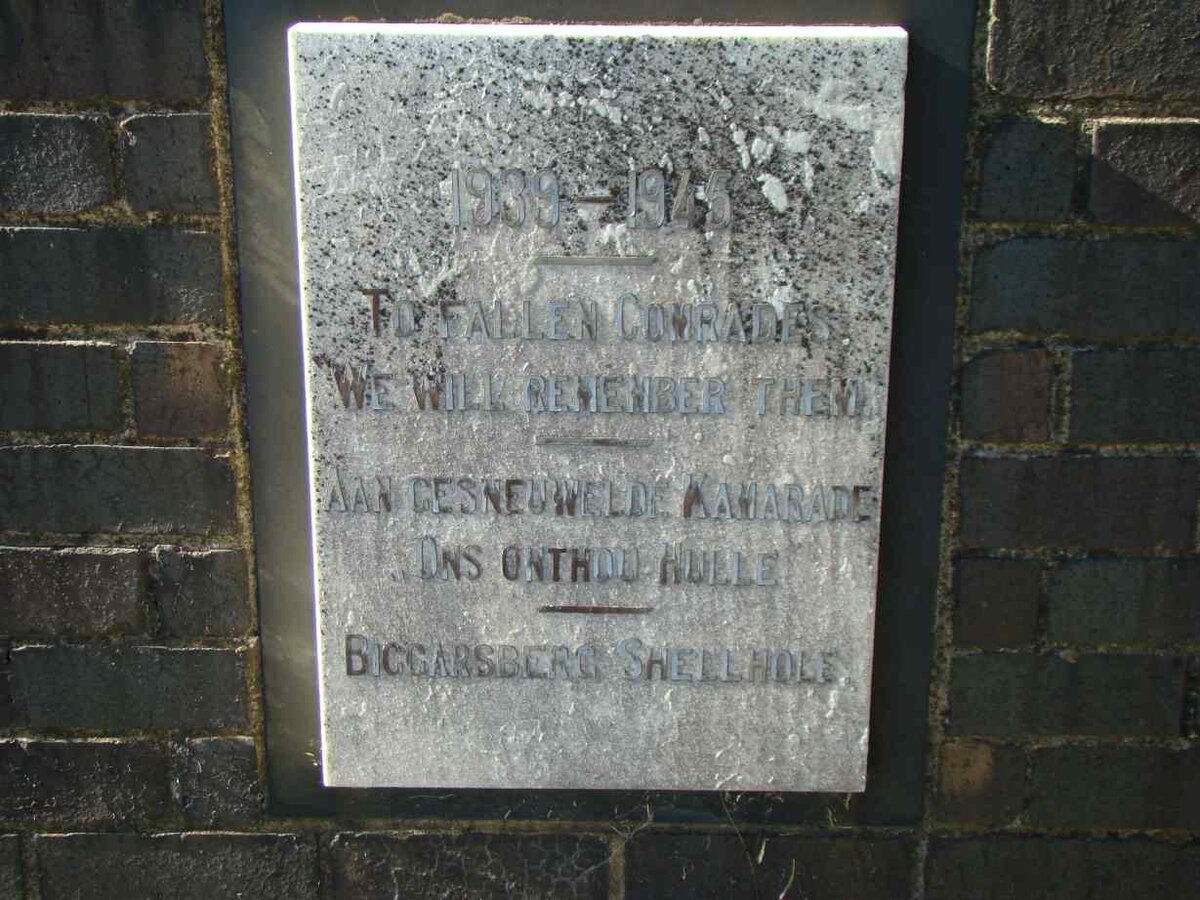 1939 – 1945
TO FALLEN COMRADES
"WE WILL REMEMBER THEM"
AAN GESNEUWELDE KAMARADE
"ONS ONTHOU HULLE"
BIGGARSBERG SHELLHOLE